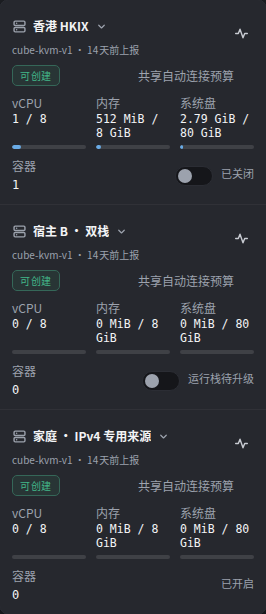 香港 HKIX
cube-kvm-v1 • 14天前上报
可创建 共享自动连接预算
vCPU 内存 系统盘
1 / 8 512 MiB / 2.79 GiB /
8 GiB 80 GiB
容器
1 已关闭
宿主 B • 双栈
cube-kvm-v1 • 14天前上报
可创建 共享自动连接预算
vCPU 内存 系统盘
0 / 8 0 MiB / 8 0 MiB / 80
GiB GiB
容器
0 运行栈待升级
家庭 • IPv4 专用来源
cube-kvm-v1 • 14天前上报
可创建 共享自动连接预算
vCPU 内存 系统盘
0 / 8 0 MiB / 8 0 MiB / 80
GiB GiB
容器
0 已开启